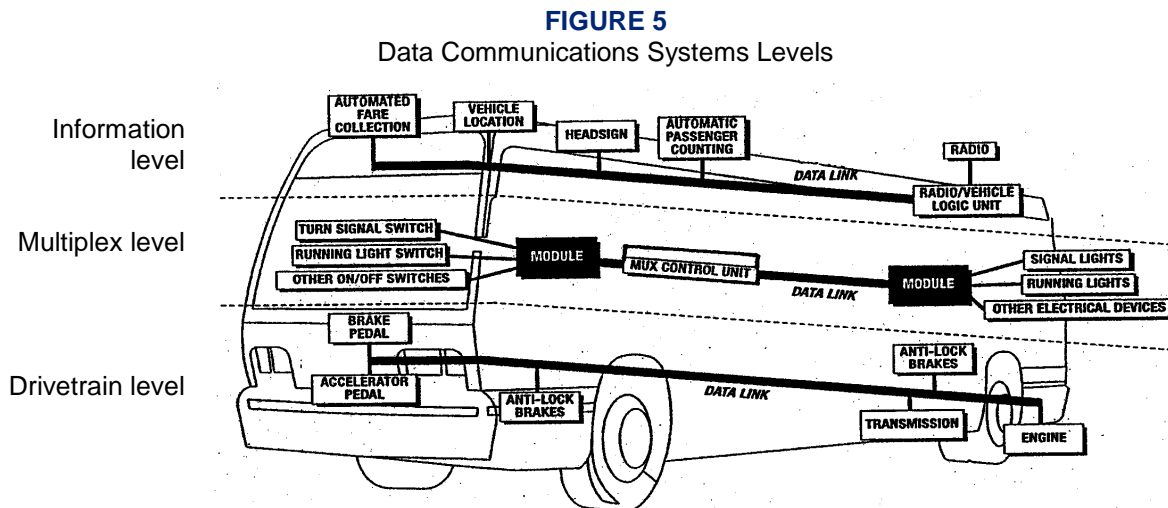 FIGURE 5
Data Communications Systems Levels
Information
level
AUTOMATED
FARE
COLLECTION
VEHICLE
LOCATION
HEADSIGN
AUTOMATIC
PASSENGER
COUNTING
RADIO
DATA LINK
RADIO/VEHICLE
LOGIC UNIT
Multiplex level
TURN SIGNAL SWITCH
RUNNING LIGHT SWITCH
OTHER ON/OFF SWITCHES
MODULE
MUX CONTROL UNIT
DATA LINK
MODULE
SIGNAL LIGHTS
RUNNING LIGHTS
OTHER ELECTRICAL DEVICES
Drivetrain level
BRAKE
PEDAL
ACCELERATOR
PEDAL
ANTI-LOCK
BRAKES
DATA LINK
ANTI-LOCK
BRAKES
TRANSMISSION
ENGINE